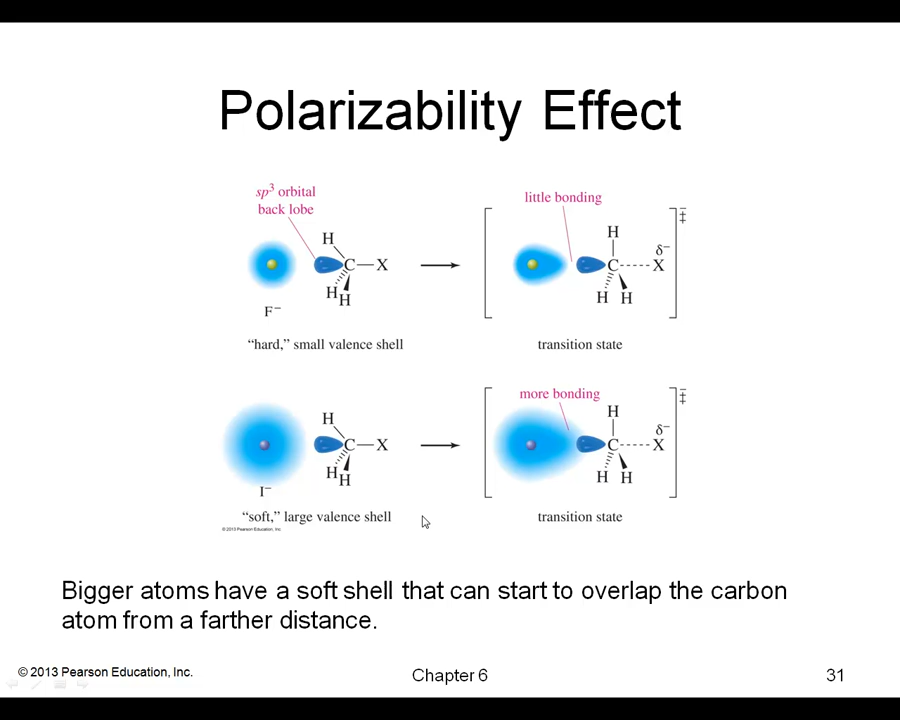 Polarizability Effect
sp³ orbital
back lobe
H
C—X
H
H
F⁻
"hard," small valence shell
little bonding
H
δ⁻
C----X
H H
‡
–
transition state
H
C—X
H
H
I⁻
"soft," large valence shell
© 2013 Pearson Education, Inc.
more bonding
H
δ⁻
C----X
H H
‡
–
transition state
Bigger atoms have a soft shell that can start to overlap the carbon
atom from a farther distance.
© 2013 Pearson Education, Inc.
Chapter 6
31